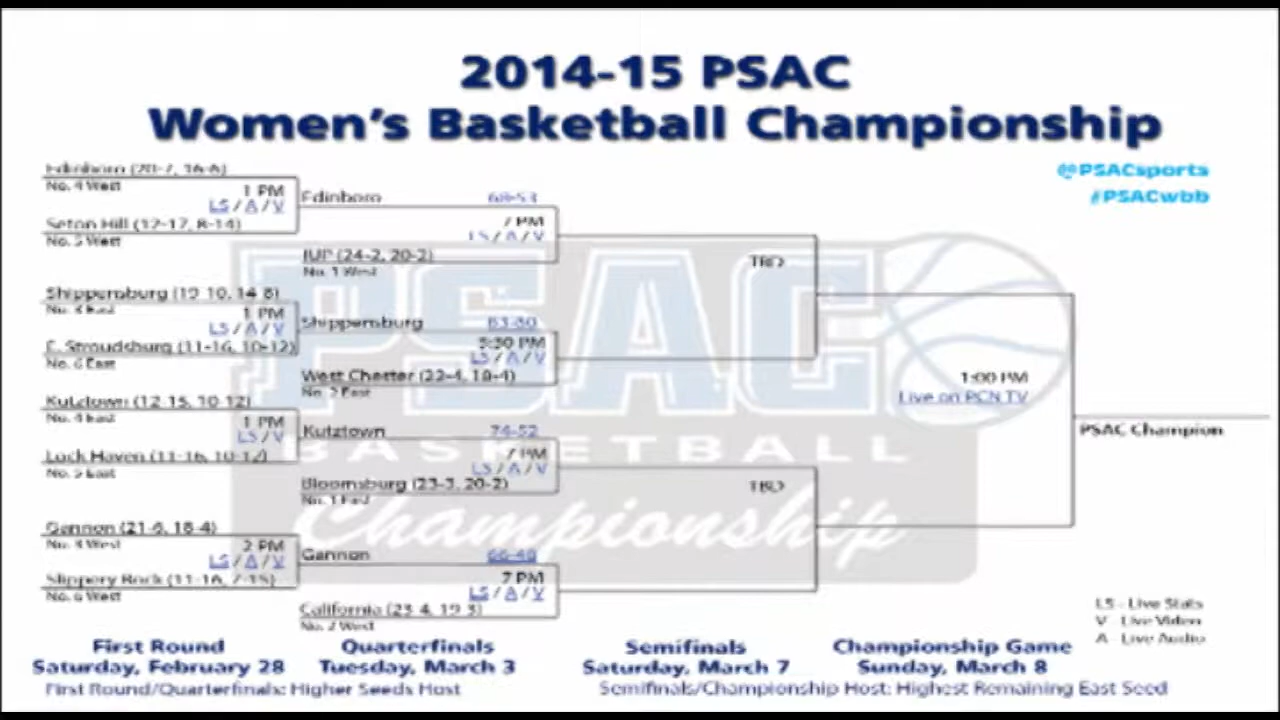 2014-15 PSAC
Women's Basketball Championship
@PSACsports
#PSACwbb
Edinboro (20-7, 16-6)
No. 4 West
1 PM
LS / A / V
Seton Hill (12-17, 8-14)
No. 5 West
Edinboro 68-53
7 PM
LS / A / V
IUP (24-2, 20-2)
No. 1 West
TBD
Shippensburg (19-10, 14-8)
No. 3 East
1 PM
LS / A / V
E. Stroudsburg (11-16, 10-12)
No. 6 East
Shippensburg 63-60
5:30 PM
LS / A / V
West Chester (22-4, 18-4)
No. 2 East
1:00 PM
Live on PCN TV
PSAC Champion
Kutztown (12-15, 10-12)
No. 4 East
1 PM
LS / V
Lock Haven (11-16, 10-12)
No. 5 East
Kutztown 74-52
7 PM
LS / A / V
Bloomsburg (23-3, 20-2)
No. 1 East
TBD
Gannon (21-6, 18-4)
No. 3 West
2 PM
LS / A / V
Slippery Rock (11-16, 7-15)
No. 6 West
Gannon 66-48
7 PM
LS / A / V
California (23-4, 19-3)
No. 2 West
PSAC
BASKETBALL
Championship
LS - Live Stats
V - Live Video
A - Live Audio
First Round
Saturday, February 28
Quarterfinals
Tuesday, March 3
Semifinals
Saturday, March 7
Championship Game
Sunday, March 8
First Round/Quarterfinals: Higher Seeds Host
Semifinals/Championship Host: Highest Remaining East Seed